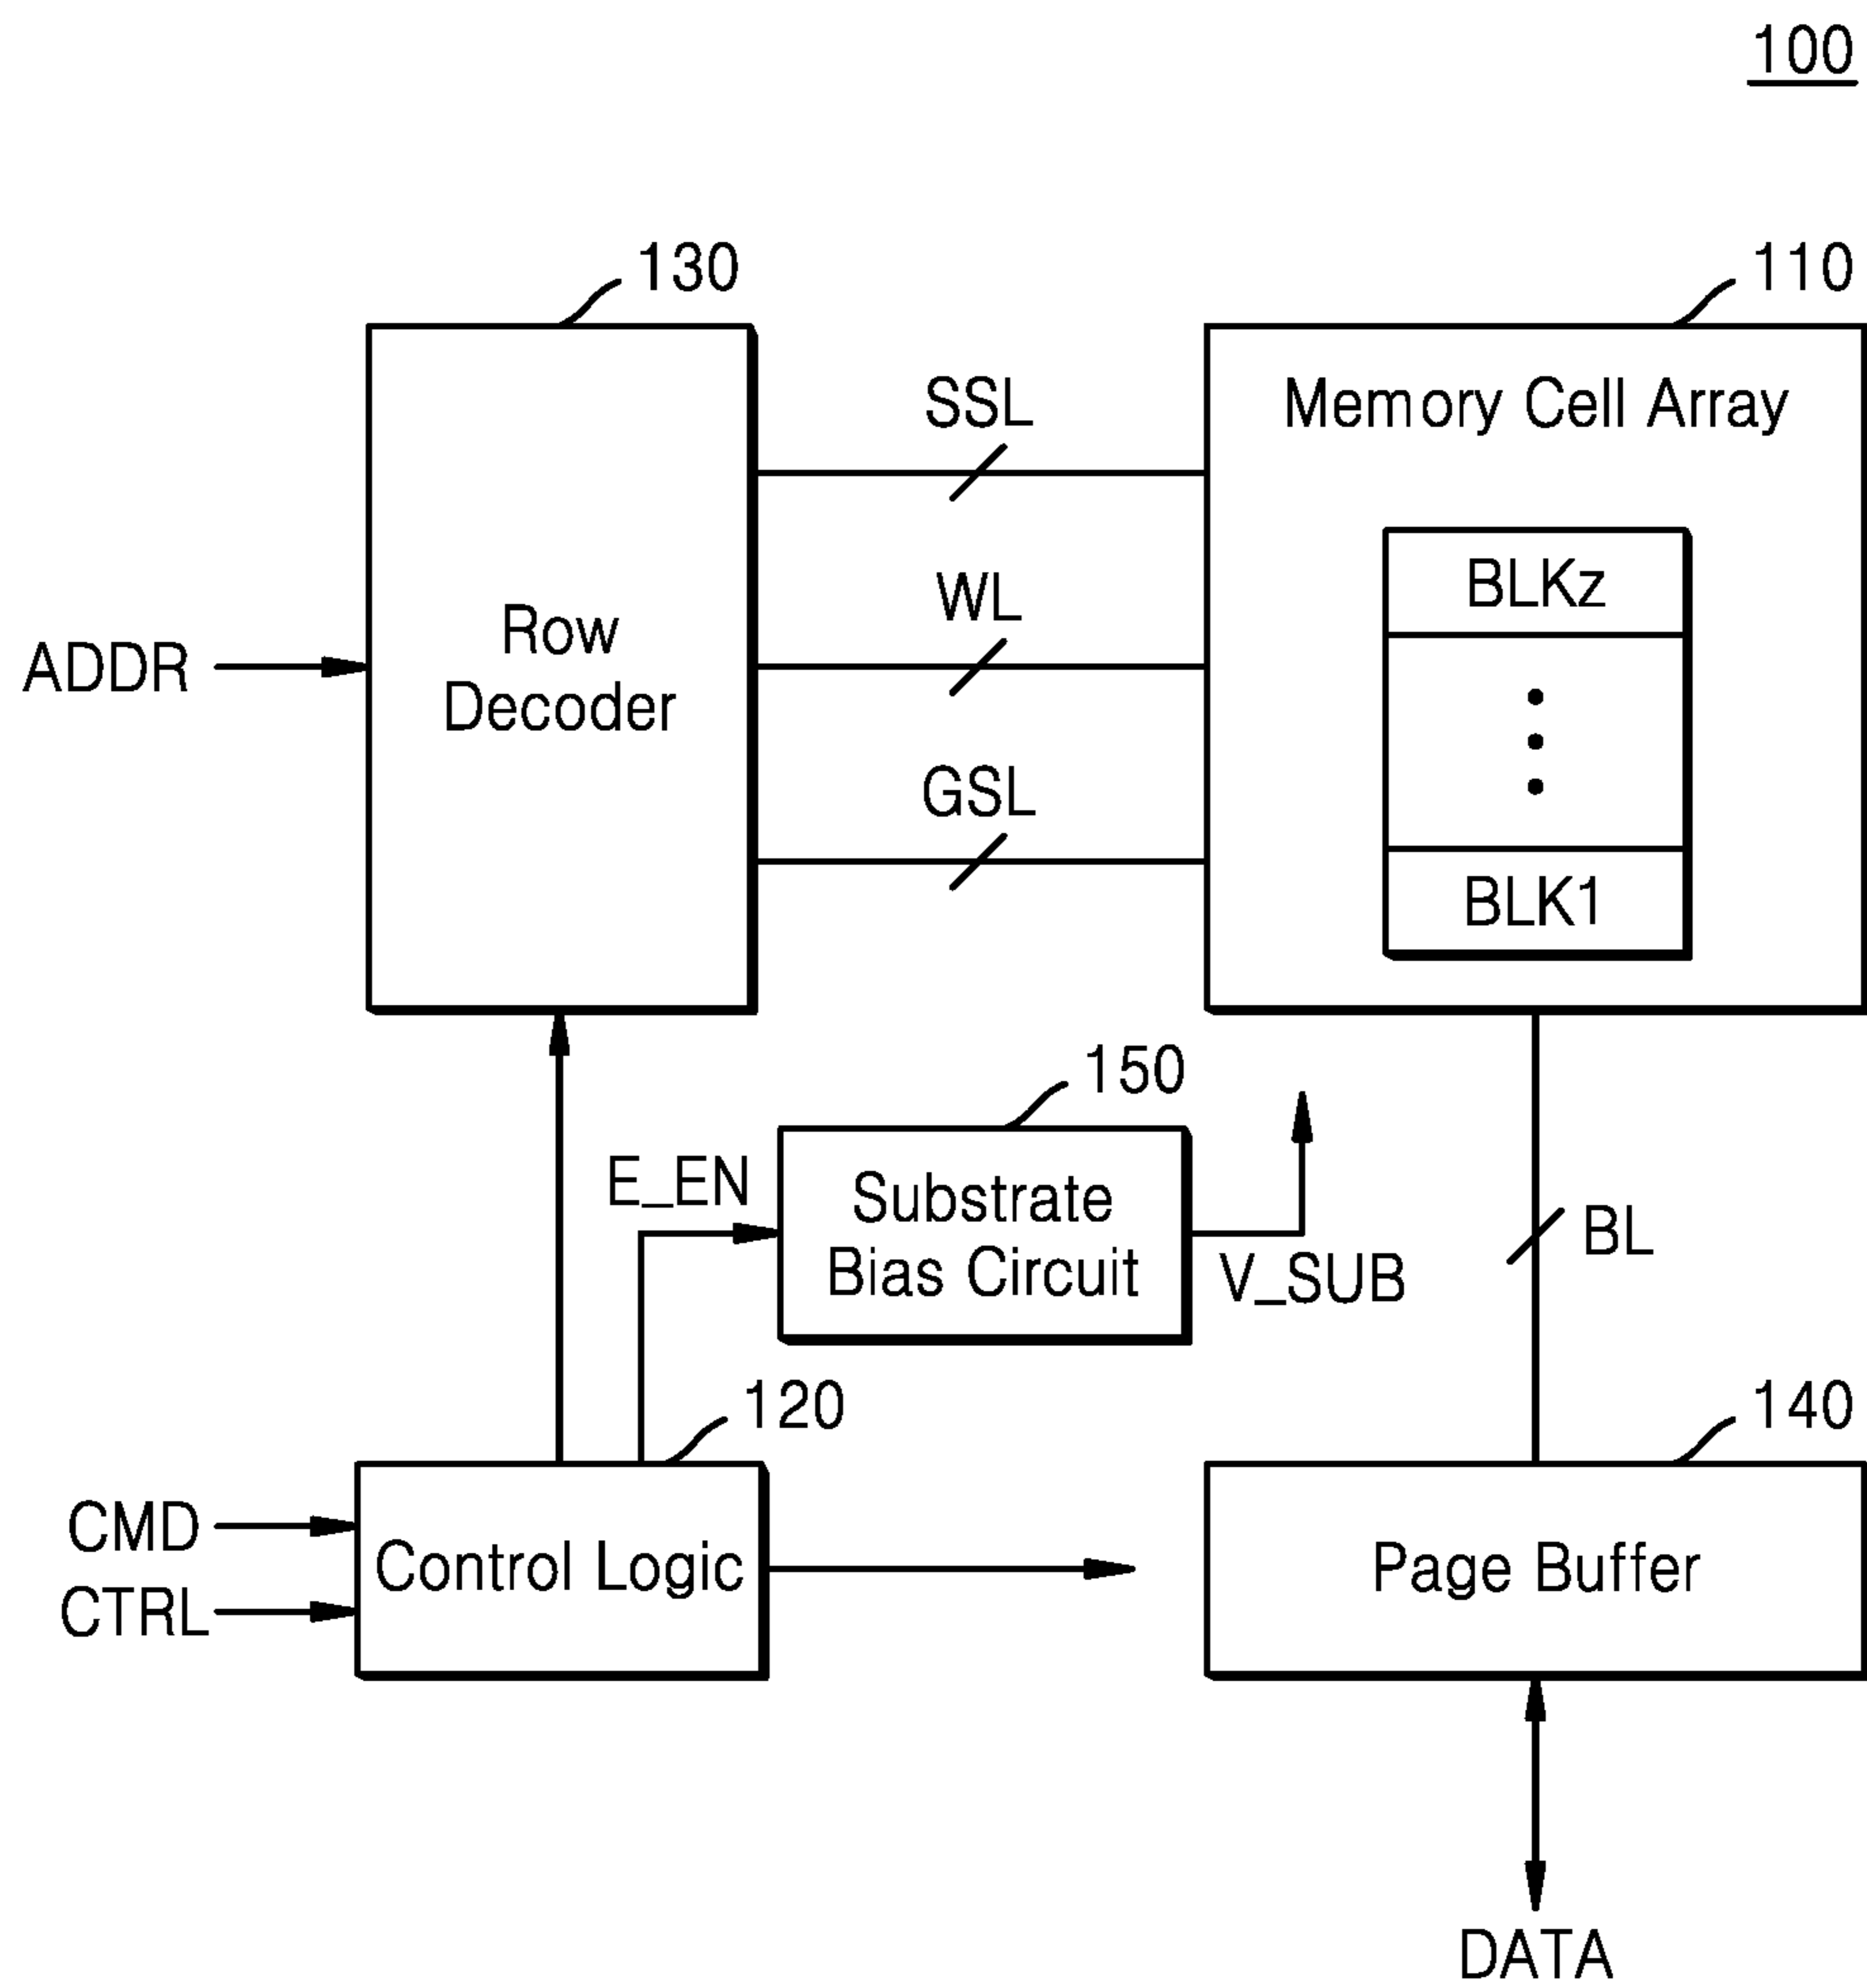 100
130
110
SSL
Memory Cell Array
BLKz
WL
ADDR
Row
Decoder
GSL
BLK1
150
E_EN
Substrate
Bias Circuit
V_SUB
BL
120
140
CMD
CTRL
Control Logic
Page Buffer
DATA